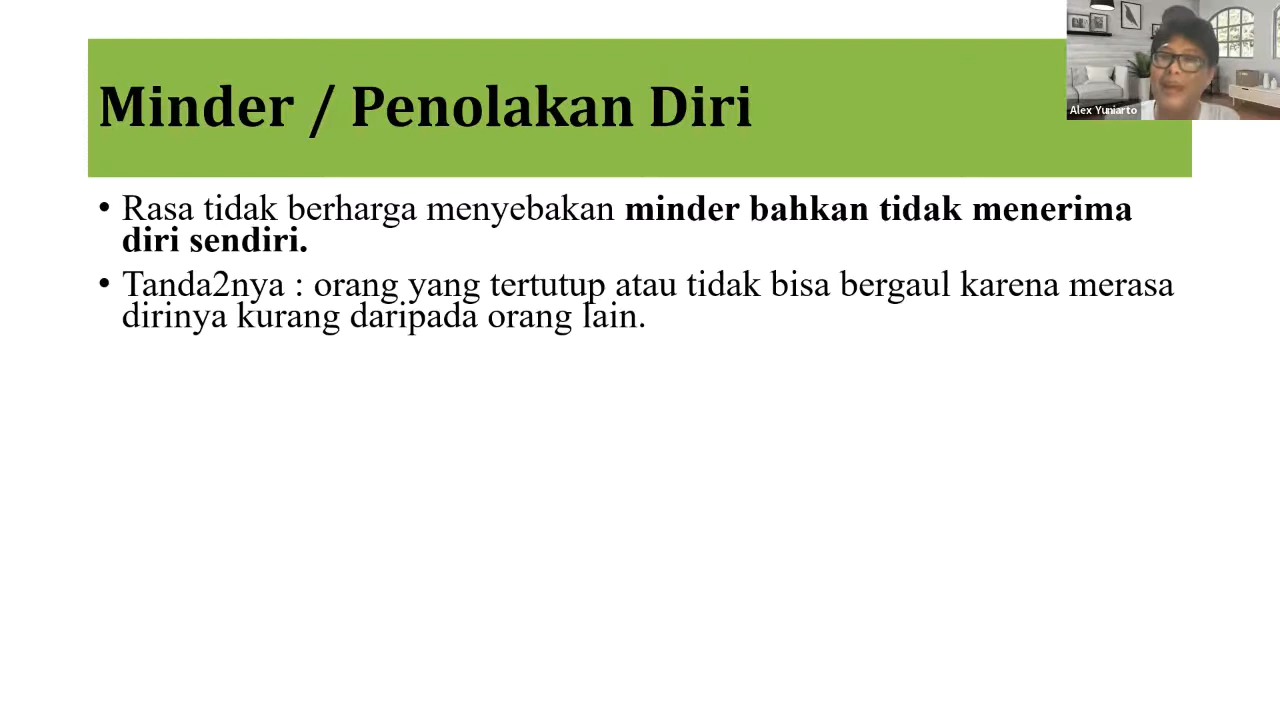 Minder / Penolakan Diri
Alex Yuniarto
• Rasa tidak berharga menyebakan minder bahkan tidak menerima
diri sendiri.
• Tanda2nya : orang yang tertutup atau tidak bisa bergaul karena merasa
dirinya kurang daripada orang lain.